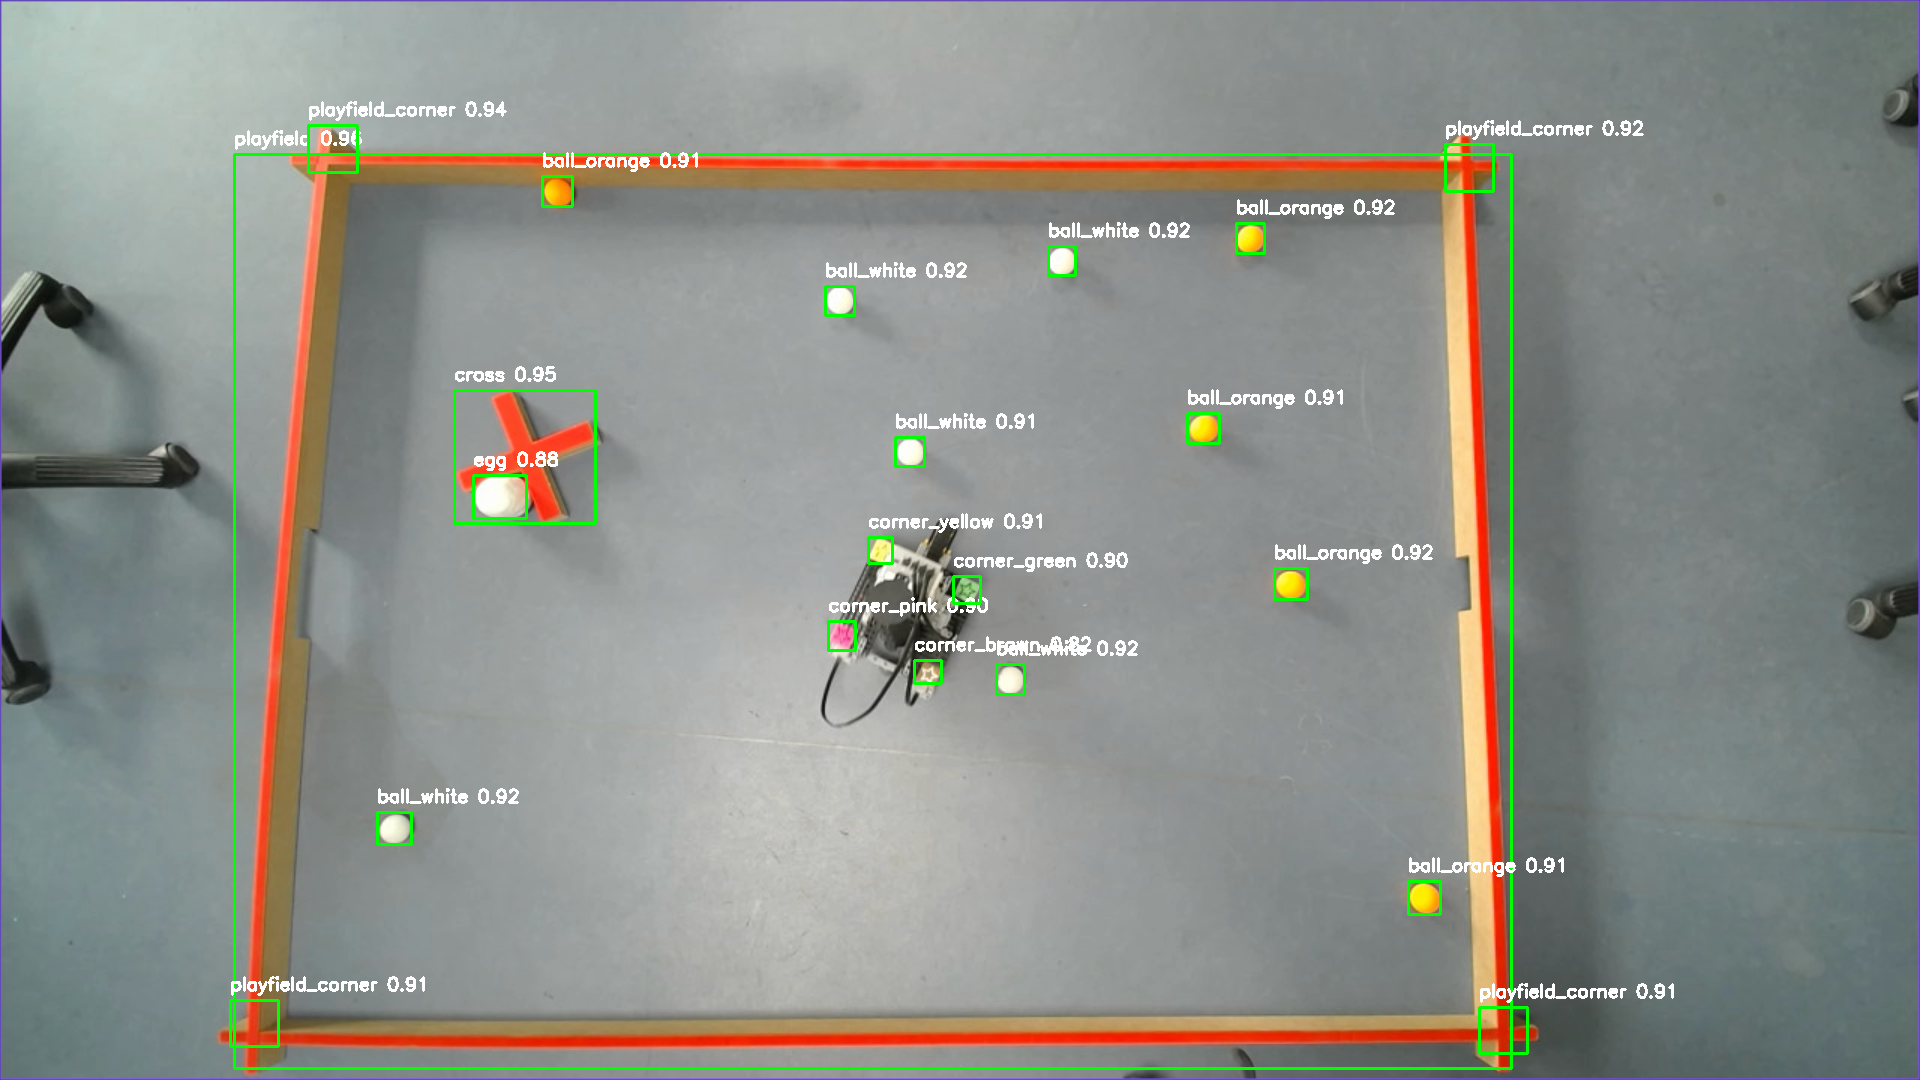 playfield_corner 0.94
playfield 0.96
playfield_corner 0.92
ball_orange 0.91
ball_orange 0.92
ball_white 0.92
ball_white 0.92
cross 0.95
ball_orange 0.91
ball_white 0.91
egg 0.88
corner_yellow 0.91
ball_orange 0.92
corner_green 0.90
corner_pink 0.90
corner_brown 0.82
ball_white 0.92
ball_white 0.92
ball_orange 0.91
playfield_corner 0.91
playfield_corner 0.91